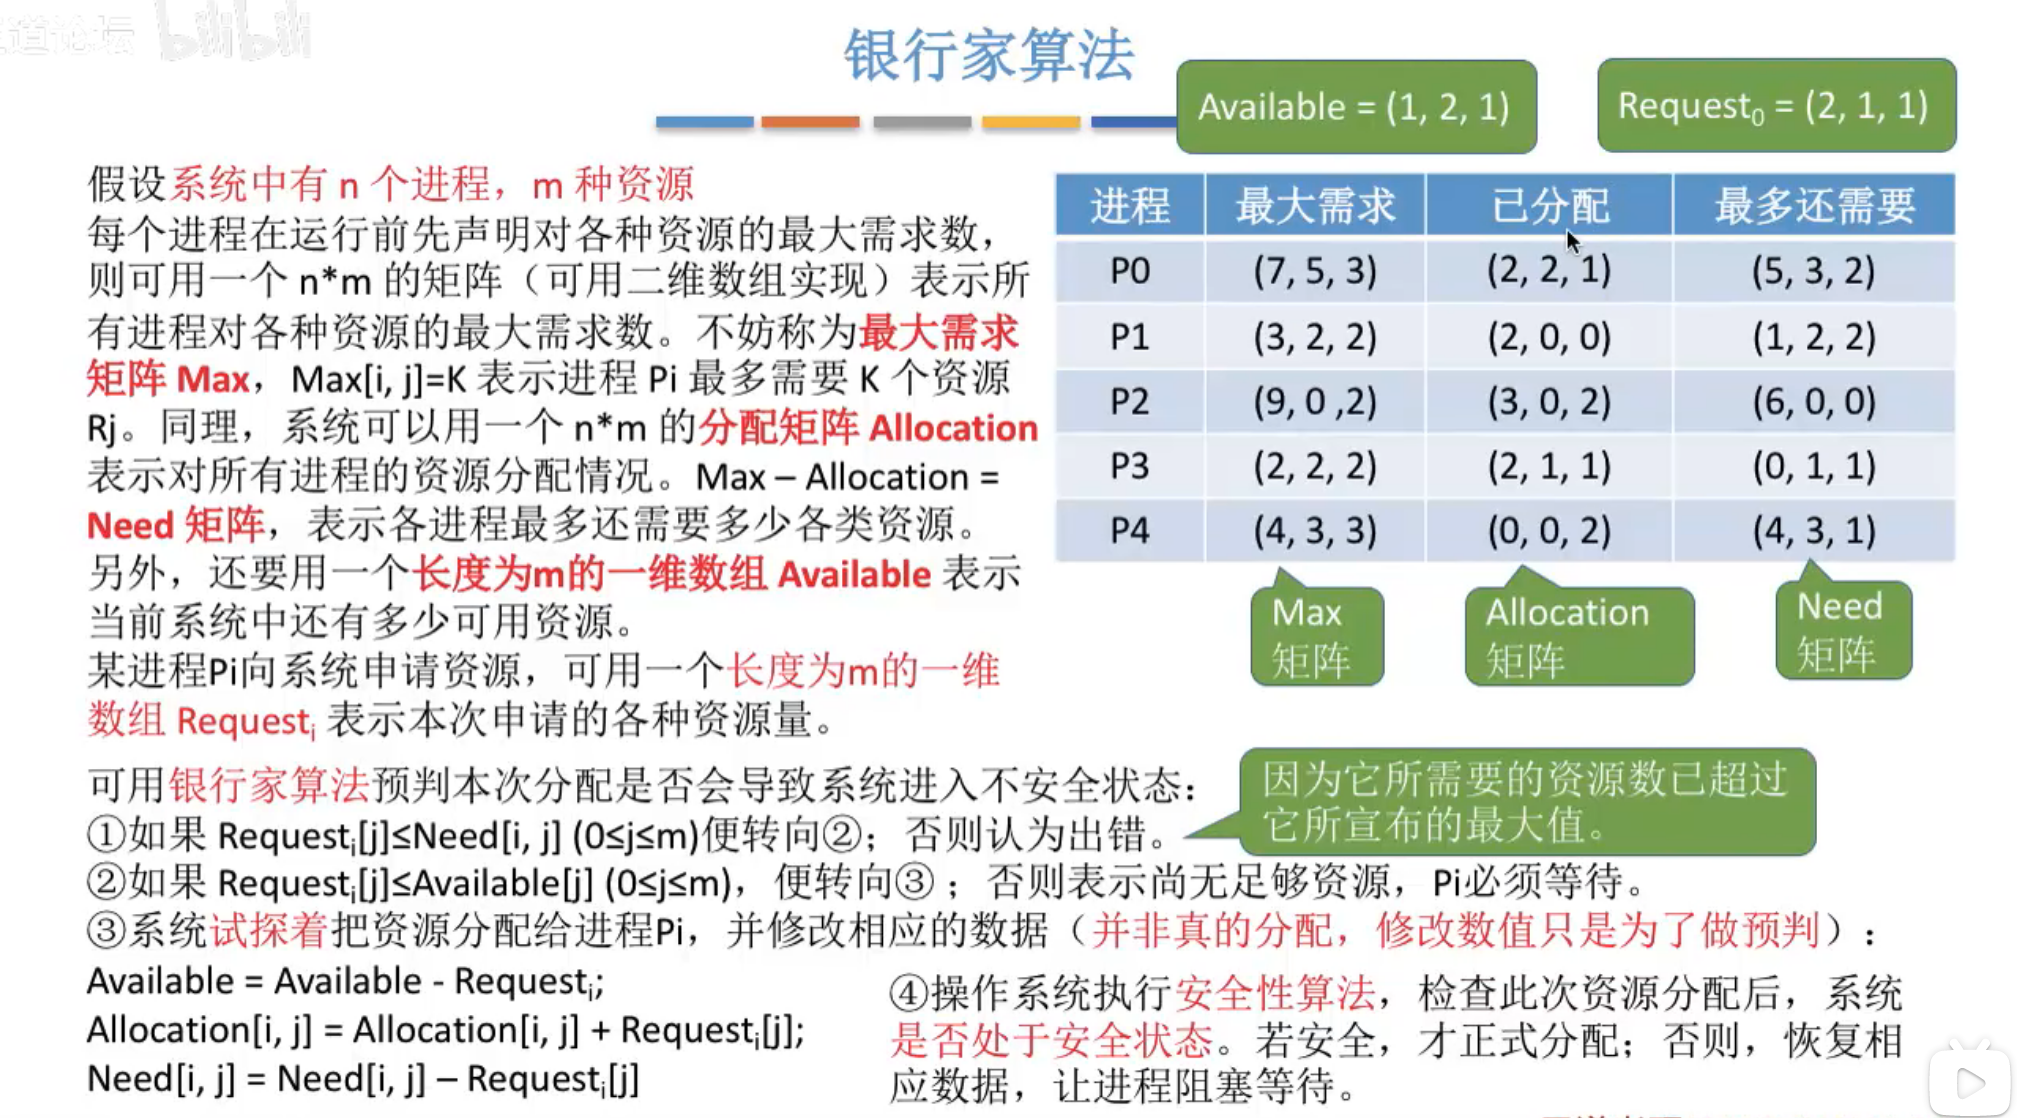 道论坛 bilibili
银行家算法
Available = (1, 2, 1)
Request0 = (2, 1, 1)
假设系统中有 n 个进程，m 种资源
每个进程在运行前先声明对各种资源的最大需求数，
则可用一个 n*m 的矩阵（可用二维数组实现）表示所
有进程对各种资源的最大需求数。不妨称为最大需求
矩阵 Max，Max[i, j]=K 表示进程 Pi 最多需要 K 个资源
Rj。同理，系统可以用一个 n*m 的分配矩阵 Allocation
表示对所有进程的资源分配情况。Max – Allocation =
Need 矩阵，表示各进程最多还需要多少各类资源。
另外，还要用一个长度为m的一维数组 Available 表示
当前系统中还有多少可用资源。
某进程Pi向系统申请资源，可用一个长度为m的一维
数组 Requesti 表示本次申请的各种资源量。
进程 最大需求 已分配 最多还需要
P0 (7, 5, 3) (2, 2, 1) (5, 3, 2)
P1 (3, 2, 2) (2, 0, 0) (1, 2, 2)
P2 (9, 0 ,2) (3, 0, 2) (6, 0, 0)
P3 (2, 2, 2) (2, 1, 1) (0, 1, 1)
P4 (4, 3, 3) (0, 0, 2) (4, 3, 1)
Max
矩阵
Allocation
矩阵
Need
矩阵
可用银行家算法预判本次分配是否会导致系统进入不安全状态：
①如果 Requesti[j]≤Need[i, j] (0≤j≤m)便转向②；否则认为出错。
因为它所需要的资源数已超过
它所宣布的最大值。
②如果 Requesti[j]≤Available[j] (0≤j≤m)，便转向③；否则表示尚无足够资源，Pi必须等待。
③系统试探着把资源分配给进程Pi，并修改相应的数据（并非真的分配，修改数值只是为了做预判）：
Available = Available - Requesti;
Allocation[i, j] = Allocation[i, j] + Requesti[j];
Need[i, j] = Need[i, j] – Requesti[j]
④操作系统执行安全性算法，检查此次资源分配后，系统
是否处于安全状态。若安全，才正式分配；否则，恢复相
应数据，让进程阻塞等待。